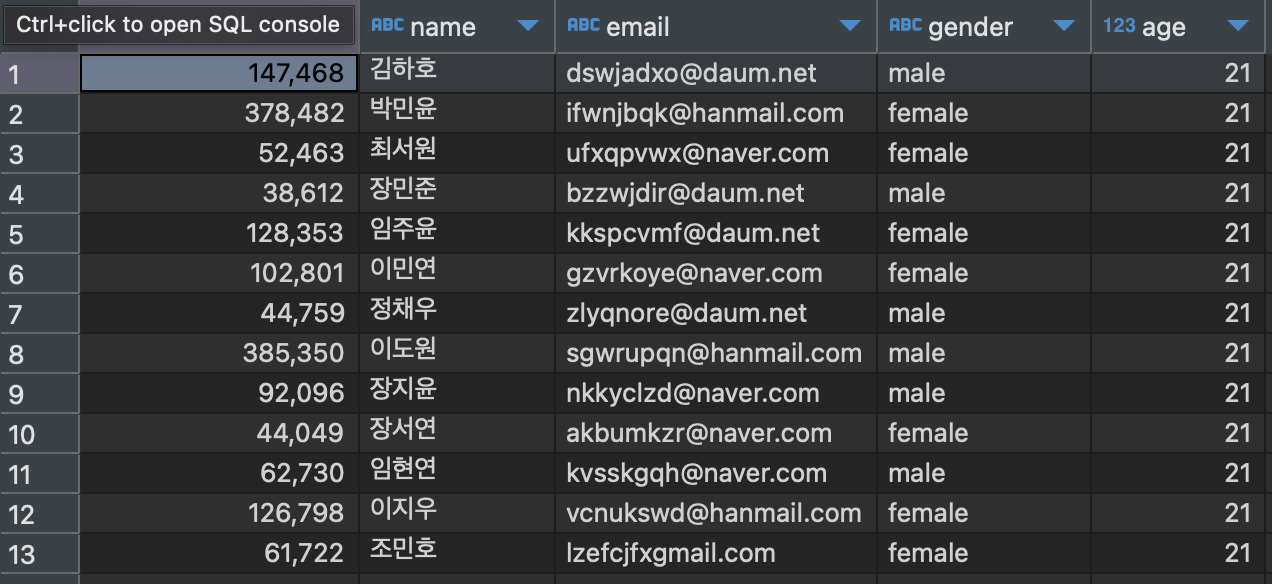 Ctrl+click to open SQL console ABC name ABC email ABC gender 123 age
1 147,468 김하호 dswjadxo@daum.net male 21
2 378,482 박민윤 ifwnjbqk@hanmail.com female 21
3 52,463 최서원 ufxqpvwx@naver.com female 21
4 38,612 장민준 bzzwjdir@daum.net male 21
5 128,353 임주윤 kkspcvmf@daum.net female 21
6 102,801 이민연 gzvrkoye@naver.com female 21
7 44,759 정채우 zlyqnore@daum.net male 21
8 385,350 이도원 sgwrupqn@hanmail.com male 21
9 92,096 장지윤 nkkyclzd@naver.com male 21
10 44,049 장서연 akbumkzr@naver.com female 21
11 62,730 임현연 kvsskgqh@naver.com male 21
12 126,798 이지우 vcnukswd@hanmail.com female 21
13 61,722 조민호 lzefcjfxgmail.com female 21